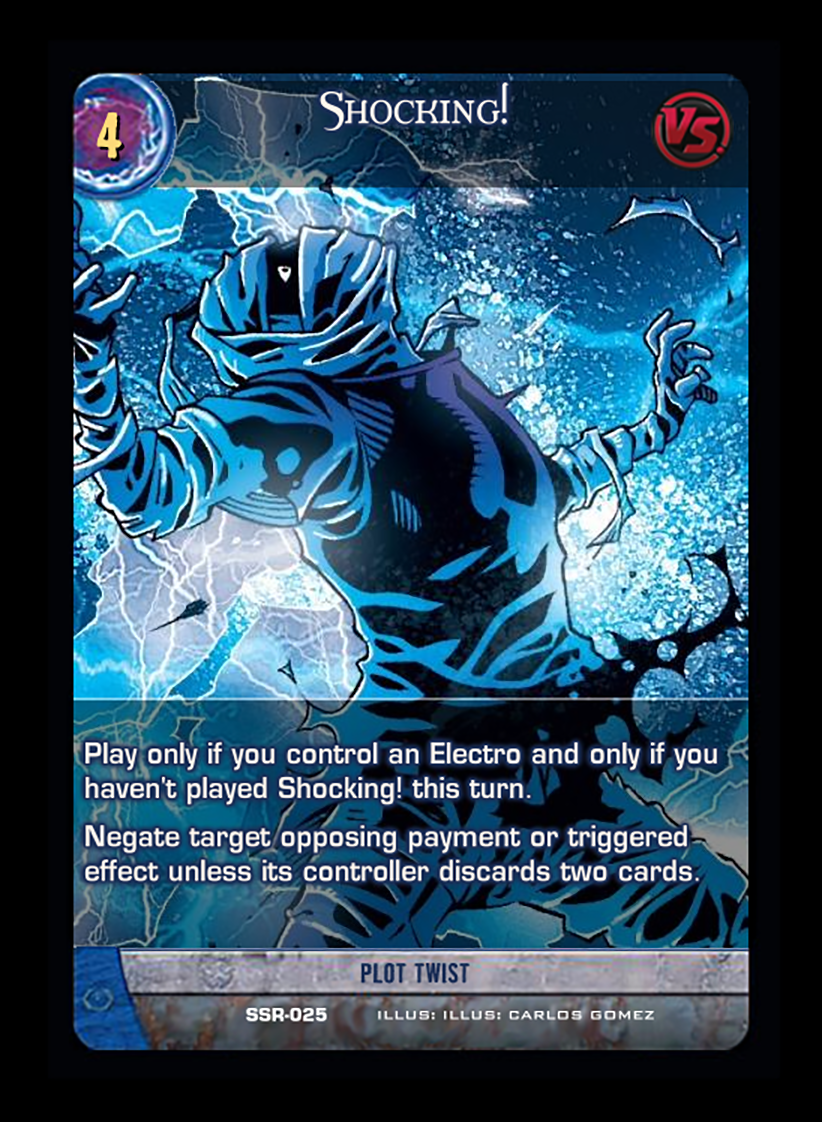 4
Shocking!
VS.
Play only if you control an Electro and only if you
haven't played Shocking! this turn.
Negate target opposing payment or triggered
effect unless its controller discards two cards.
PLOT TWIST
SSR-025 ILLUS: ILLUS: CARLOS GOMEZ